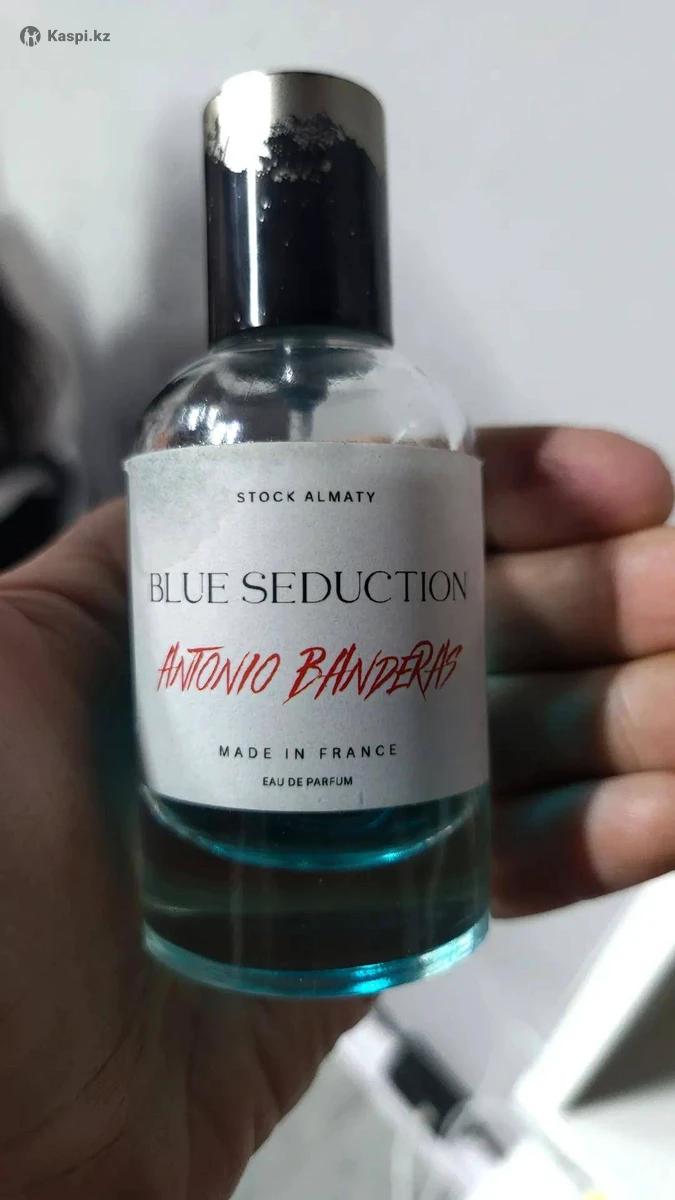 Kaspi.kz
STOCK ALMATY
BLUE SEDUCTION
ANTONIO BANDERAS
MADE IN FRANCE
EAU DE PARFUM